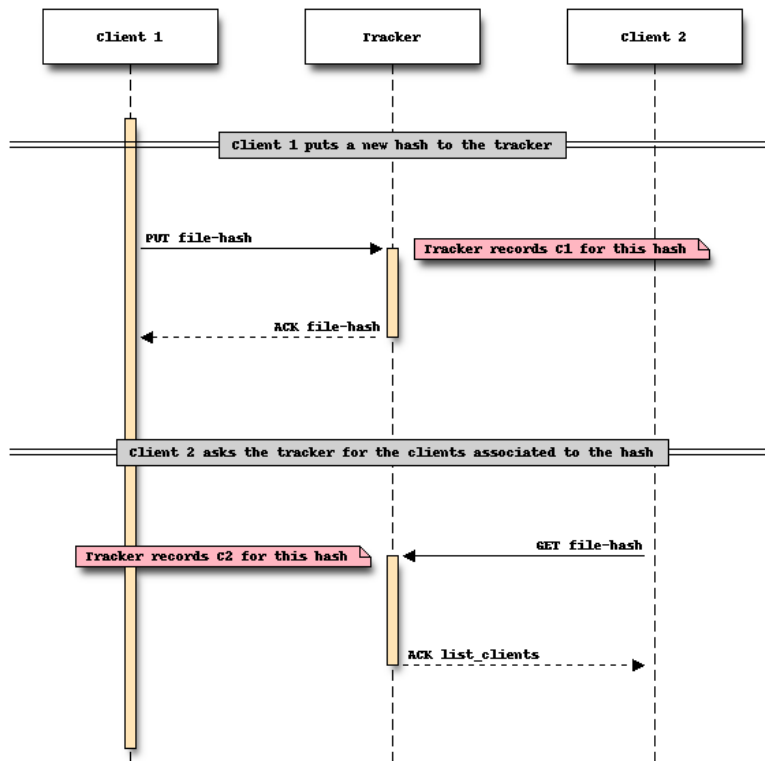 Client 1
Tracker
Client 2
Client 1 puts a new hash to the tracker
PUT file-hash
Tracker records C1 for this hash
ACK file-hash
Client 2 asks the tracker for the clients associated to the hash
Tracker records C2 for this hash
GET file-hash
ACK list_clients